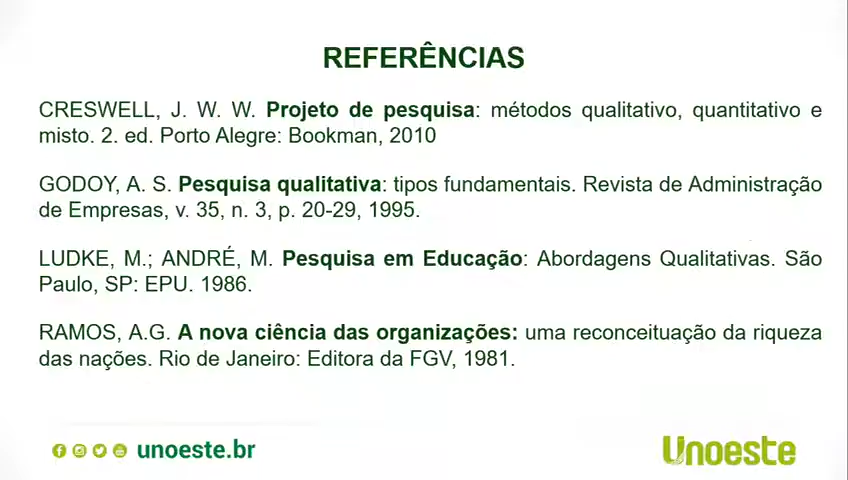 REFERÊNCIAS
CRESWELL, J. W. W. Projeto de pesquisa: métodos qualitativo, quantitativo e
misto. 2. ed. Porto Alegre: Bookman, 2010
GODOY, A. S. Pesquisa qualitativa: tipos fundamentais. Revista de Administração
de Empresas, v. 35, n. 3, p. 20-29, 1995.
LUDKE, M.; ANDRÉ, M. Pesquisa em Educação: Abordagens Qualitativas. São
Paulo, SP: EPU. 1986.
RAMOS, A.G. A nova ciência das organizações: uma reconceituação da riqueza
das nações. Rio de Janeiro: Editora da FGV, 1981.
unoeste.br
Unoeste